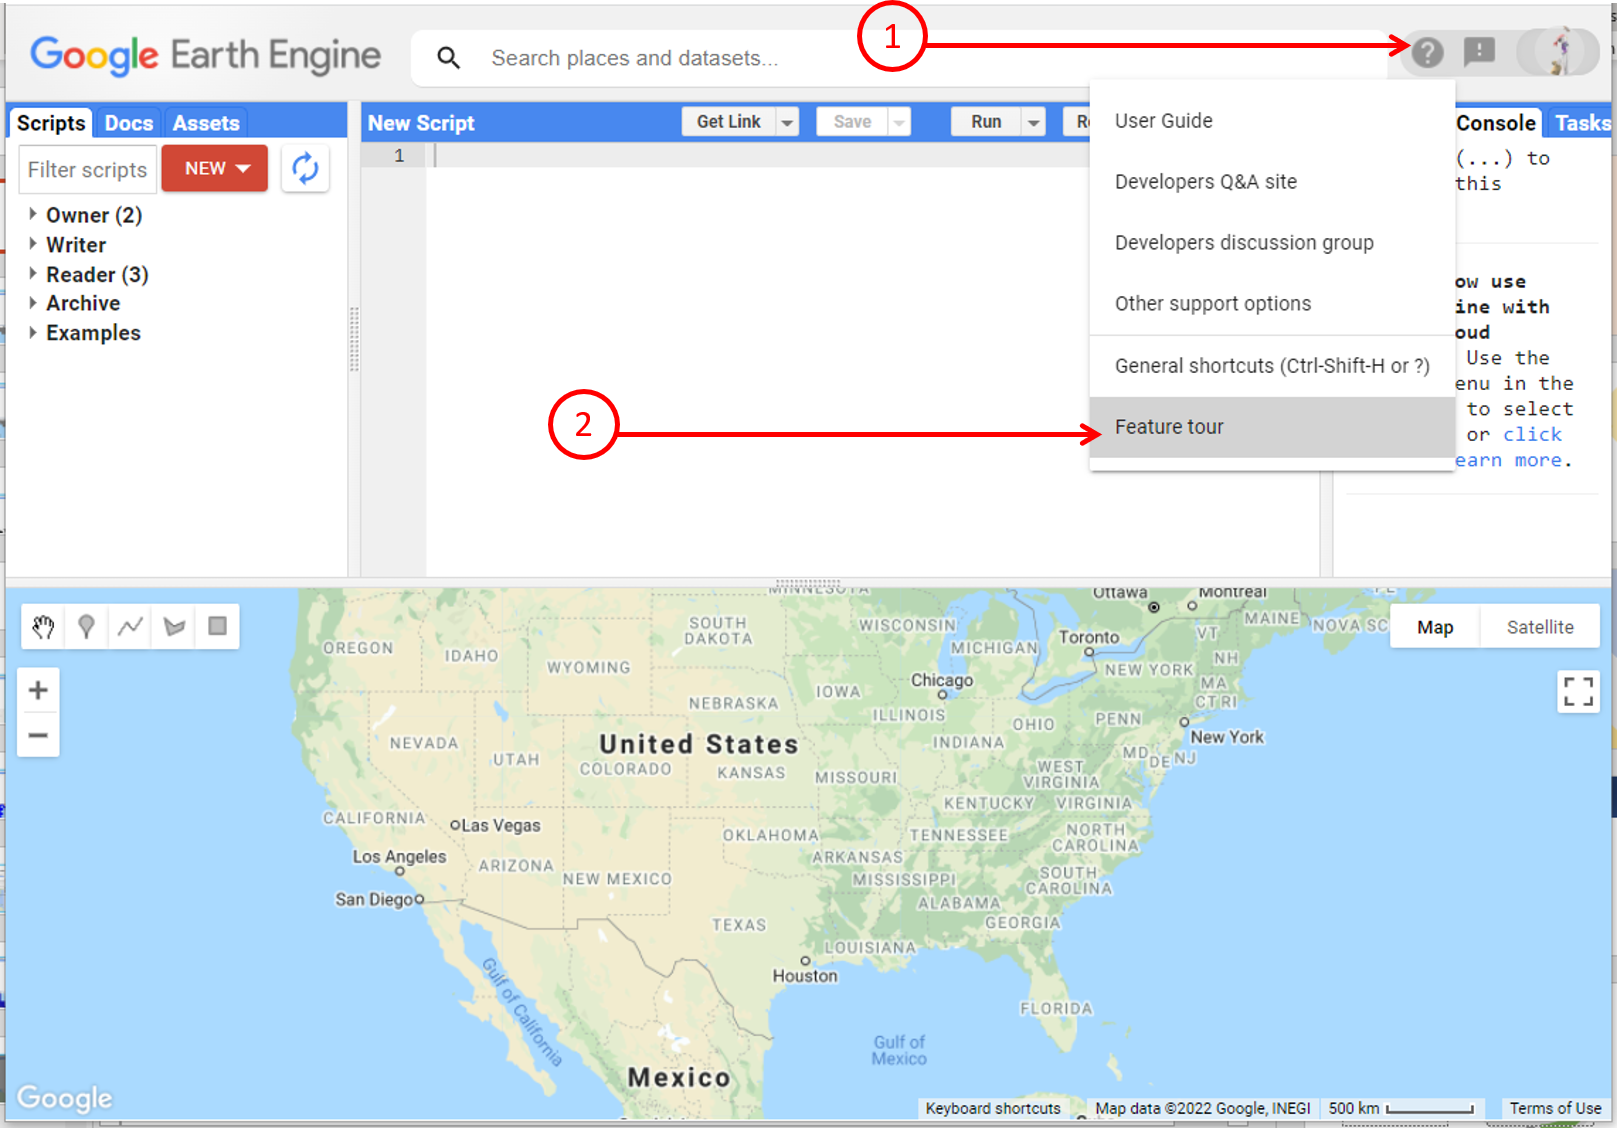 1
Google Earth Engine
Search places and datasets...
Scripts Docs Assets
New Script
Get Link
Save
Run
Console
Tasks
Filter scripts
NEW
1
Owner (2)
Writer
Reader (3)
Archive
Examples
User Guide
Developers Q&A site
Developers discussion group
Other support options
General shortcuts (Ctrl-Shift-H or ?)
Feature tour
2
(...) to
this
ow use
ine with
oud
Use the
enu in the
to select
or click
earn more.
Map
Satellite
MINNESOTA
Ottawa
Montreal
SOUTH
DAKOTA
WISCONSIN
MAINE
NOVA SC
VT
OREGON
IDAHO
WYOMING
MICHIGAN
Toronto
NH
NEW YORK
MA
CT RI
NEBRASKA
IOWA
Chicago
ILLINOIS
OHIO
PENN
New York
NEVADA
UTAH
United States
COLORADO
KANSAS
MISSOURI
INDIANA
MD
DE
NJ
WEST
VIRGINIA
KENTUCKY
VIRGINIA
CALIFORNIA
Las Vegas
OKLAHOMA
TENNESSEE
NORTH
CAROLINA
Los Angeles
ARIZONA
NEW MEXICO
ARKANSAS
MISSISSIPPI
SOUTH
CAROLINA
San Diego
TEXAS
ALABAMA
GEORGIA
LOUISIANA
Houston
Gulf of California
FLORIDA
Gulf of
Mexico
Mexico
Google
Keyboard shortcuts
Map data ©2022 Google, INEGI
500 km
Terms of Use